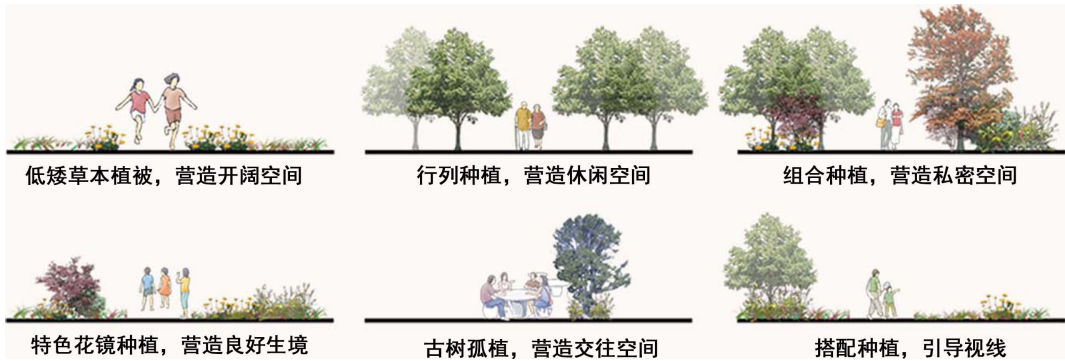 低矮草本植被，营造开阔空间
行列种植，营造休闲空间
组合种植，营造私密空间
特色花镜种植，营造良好生境
古树孤植，营造交往空间
搭配种植，引导视线